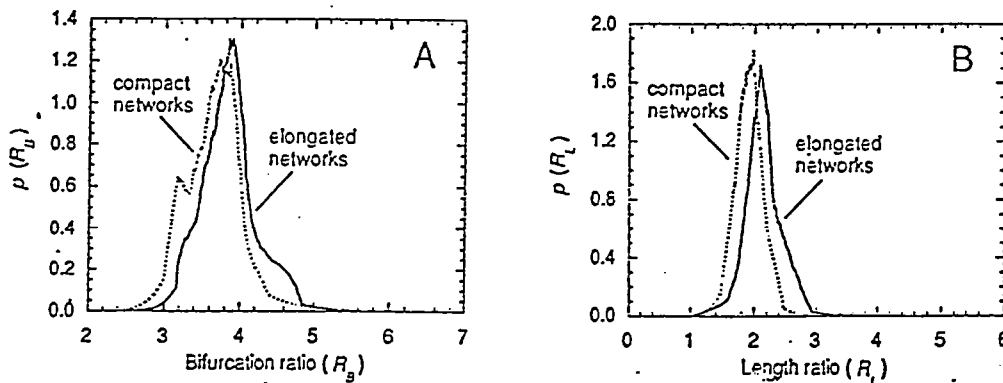 A
1.4
1.2
1.0
0.8
0.6
0.4
0.2
0.0
p (R_B)
compact
networks
elongated
networks
2 3 4 5 6 7
Bifurcation ratio (R_B)
B
2.0
1.6
1.2
0.8
0.4
0.0
p (R_L)
compact
networks
elongated
networks
0 1 2 3 4 5 6
Length ratio (R_L)